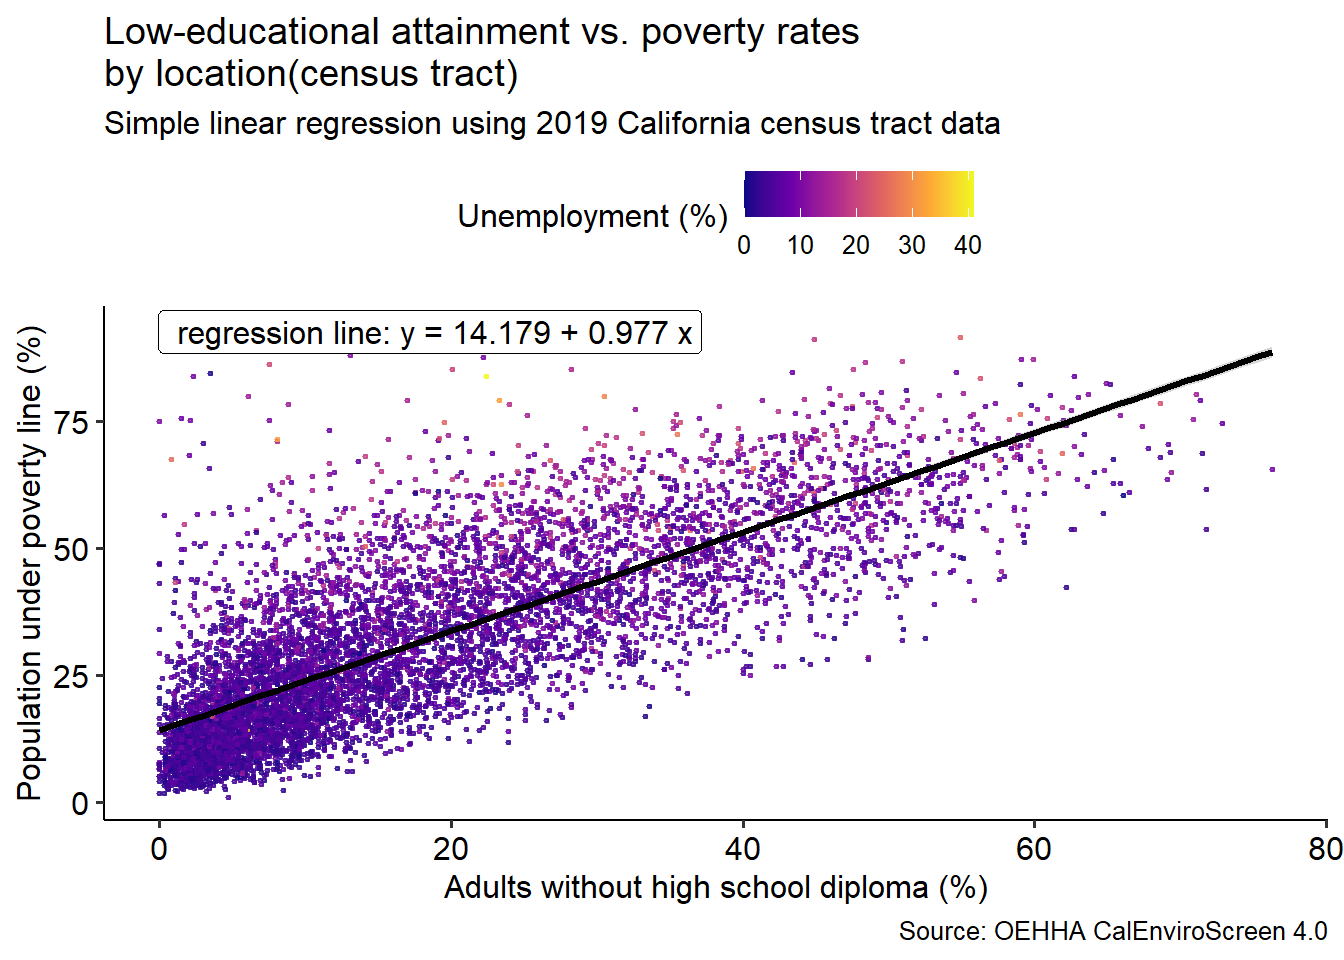 Low-educational attainment vs. poverty rates
by location(census tract)
Simple linear regression using 2019 California census tract data
Unemployment (%)
0 10 20 30 40
regression line: y = 14.179 + 0.977 x
Population under poverty line (%)
75
50
25
0
0 20 40 60 80
Adults without high school diploma (%)
Source: OEHHA CalEnviroScreen 4.0